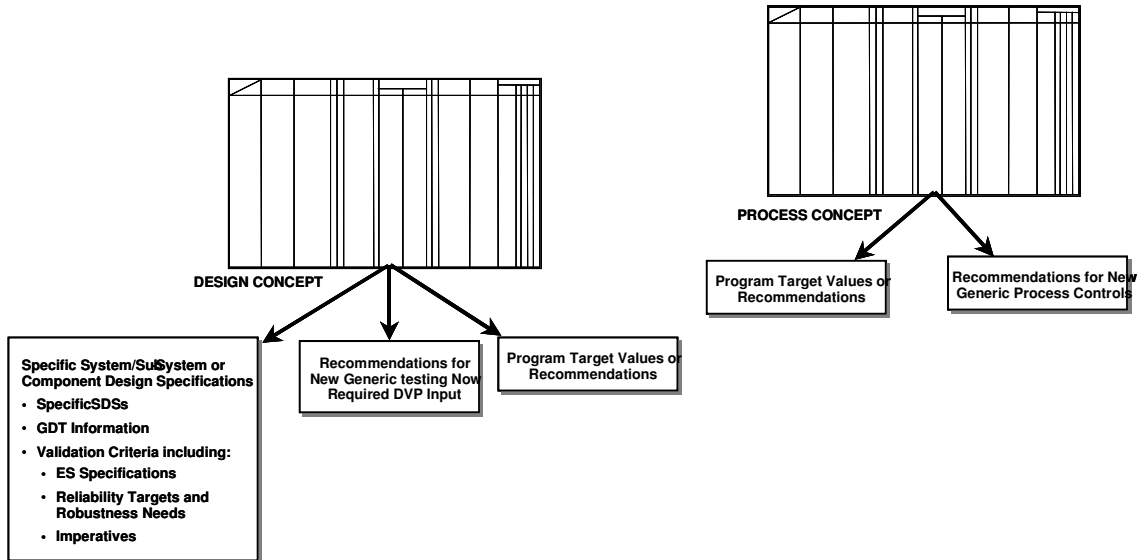 PROCESS CONCEPT
Program Target Values or
Recommendations
Recommendations for New
Generic Process Controls
DESIGN CONCEPT
Specific System/SubSystem or
Component Design Specifications
• SpecificSDSs
• GDT Information
• Validation Criteria including:
• ES Specifications
• Reliability Targets and
Robustness Needs
• Imperatives
Recommendations for
New Generic testing Now
Required DVP Input
Program Target Values or
Recommendations